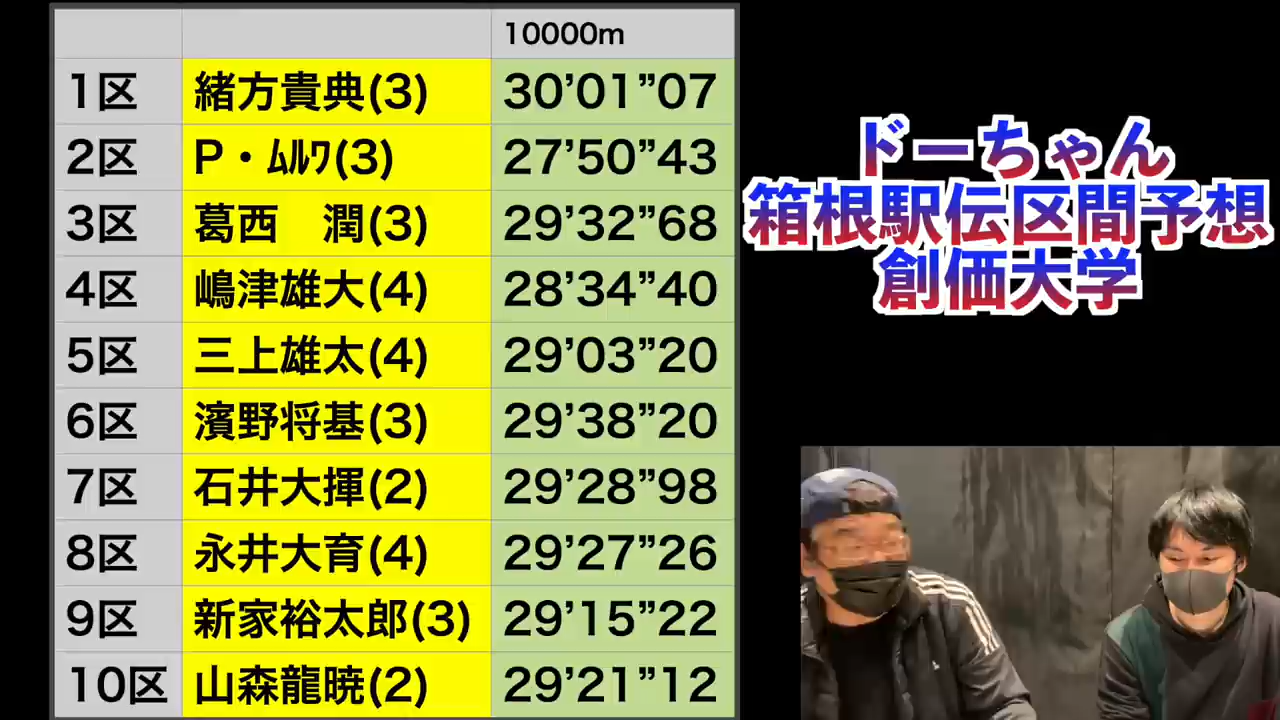 10000m
1区 緒方貴典(3) 30’01”07
2区 P・ﾑﾙﾜ(3) 27’50”43
3区 葛西　潤(3) 29’32”68
4区 嶋津雄大(4) 28’34”40
5区 三上雄太(4) 29’03”20
6区 濱野将基(3) 29’38”20
7区 石井大揮(2) 29’28”98
8区 永井大育(4) 29’27”26
9区 新家裕太郎(3) 29’15”22
10区 山森龍暁(2) 29’21”12
ドーちゃん
箱根駅伝区間予想
創価大学